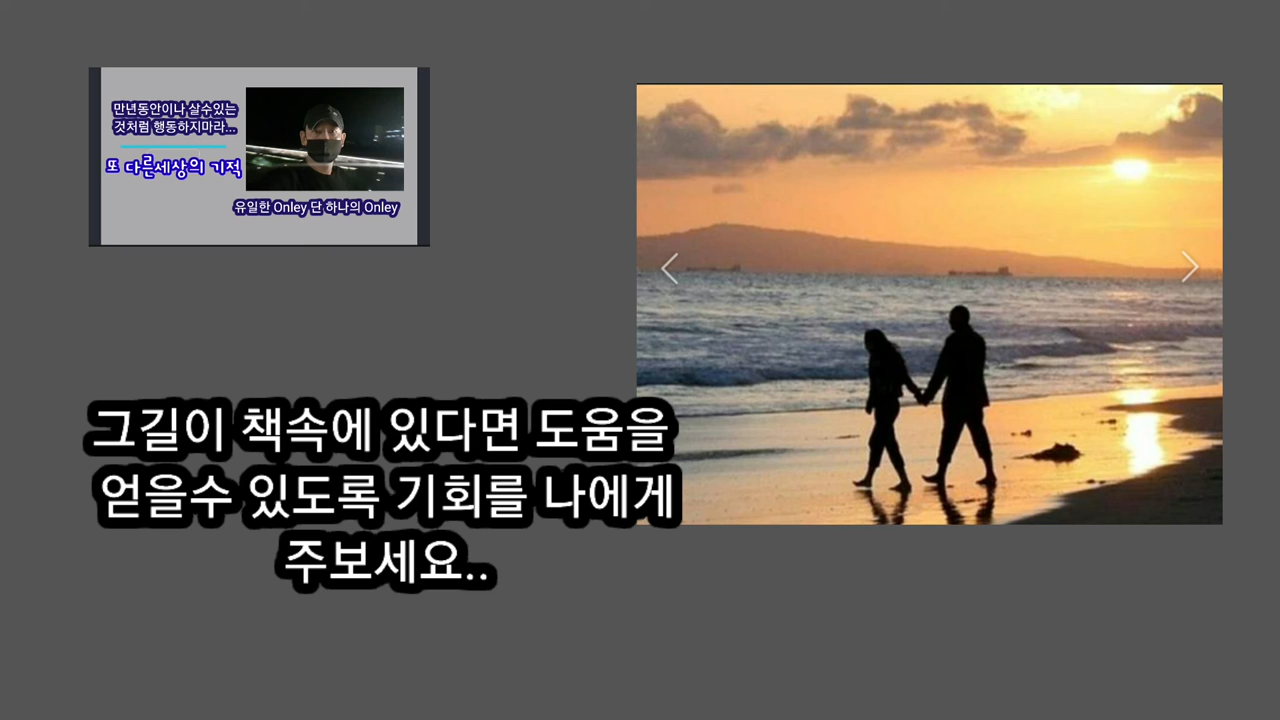 만년동안이나 살수있는
것처럼 행동하지마라...
또 다른세상의 기적
유일한 Onley 단 하나의 Onley
그길이 책속에 있다면 도움을
얻을수 있도록 기회를 나에게
주보세요..